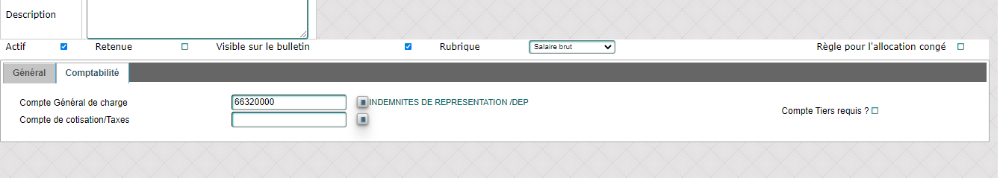 Description
Actif Retenue Visible sur le bulletin Rubrique Salaire brut Règle pour l'allocation congé
Général Comptabilité
Compte Général de charge 66320000 INDEMNITES DE REPRESENTATION /DEP
Compte Tiers requis ?
Compte de cotisation/Taxes